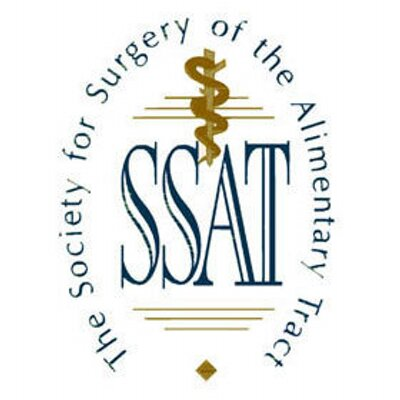 The Society for Surgery of the Alimentary Tract
SSAT